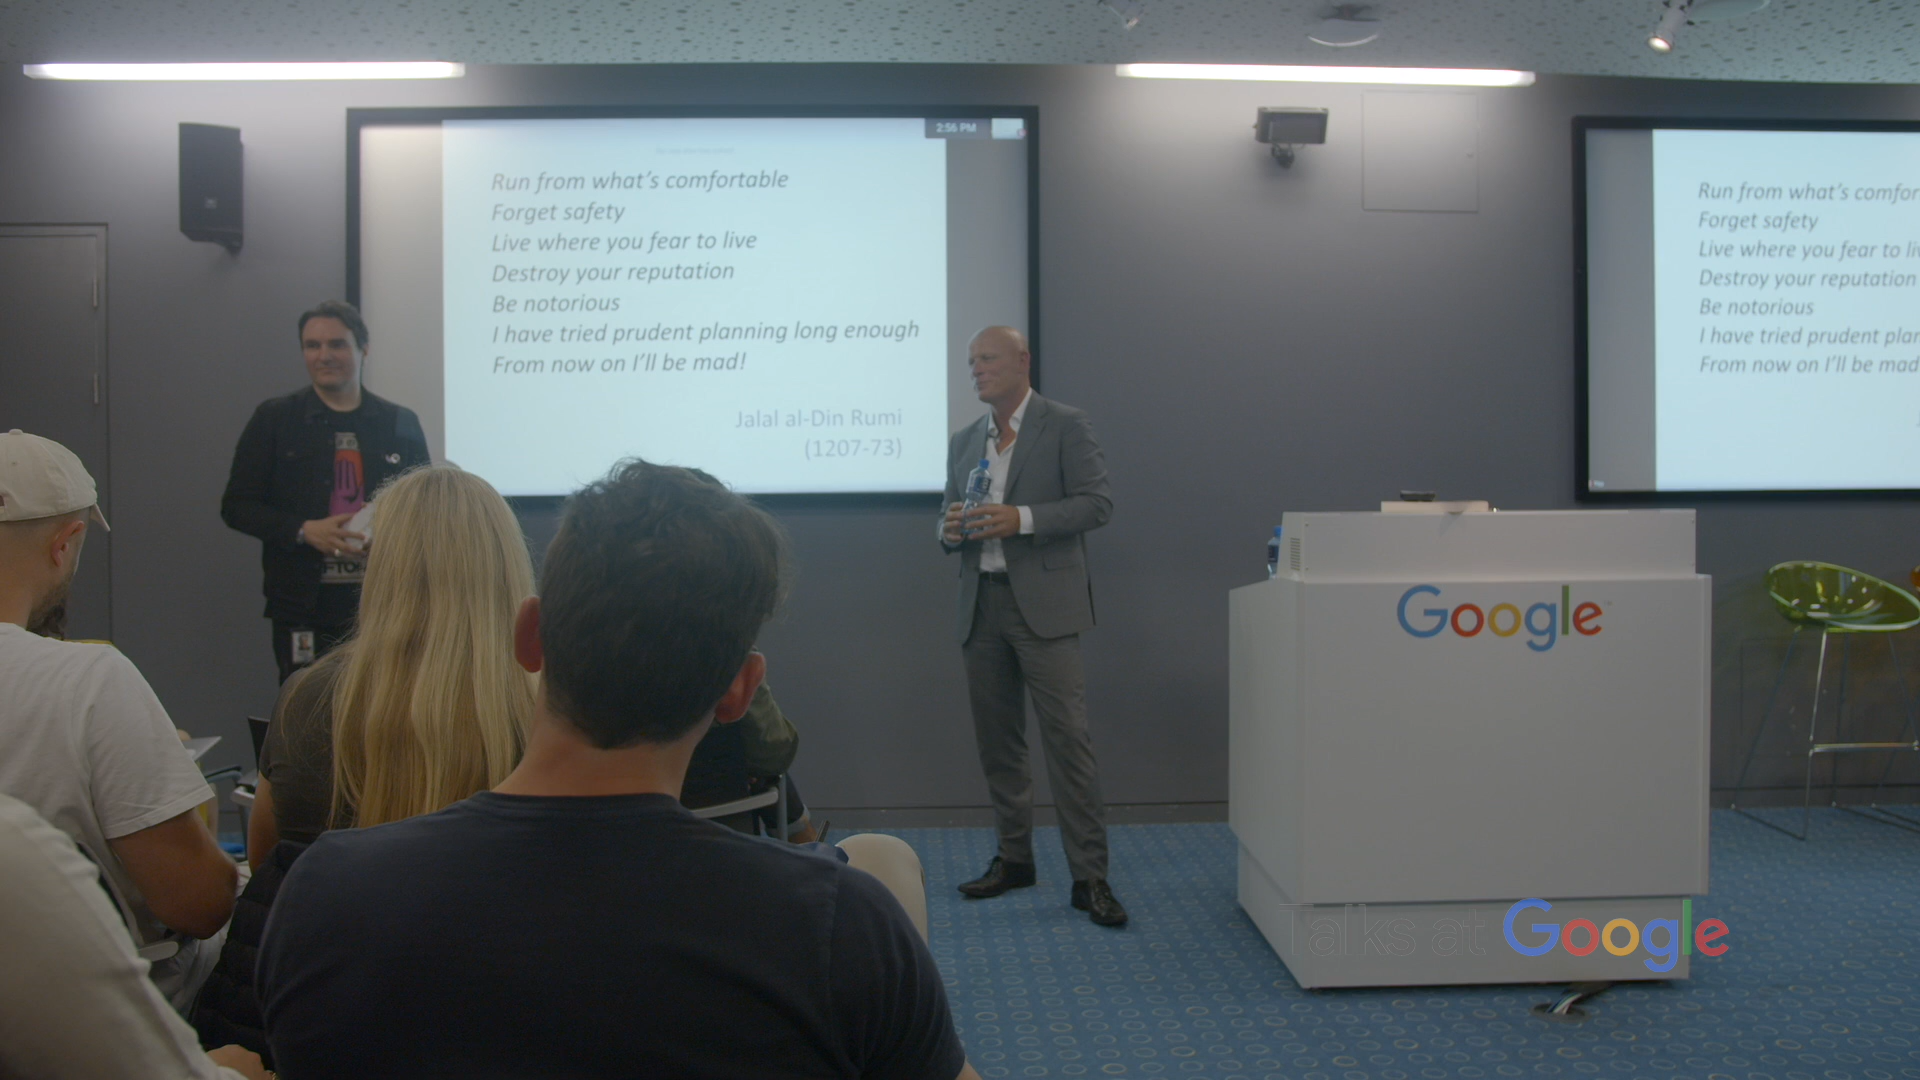 2:56 PM
Run from what's comfortable
Forget safety
Live where you fear to live
Destroy your reputation
Be notorious
I have tried prudent planning long enough
From now on I'll be mad!
Jalal al-Din Rumi
(1207-73)
Run from what's comfor
Forget safety
Live where you fear to liv
Destroy your reputation
Be notorious
I have tried prudent plan
From now on I'll be mad
Google
Talks at Google